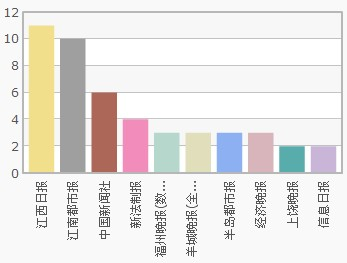 12
10
8
6
4
2
0
江西日报
江南都市报
中国新闻社
新法制报
福州晚报(数...
羊城晚报(全...
半岛都市报
经济晚报
上饶晚报
信息日报